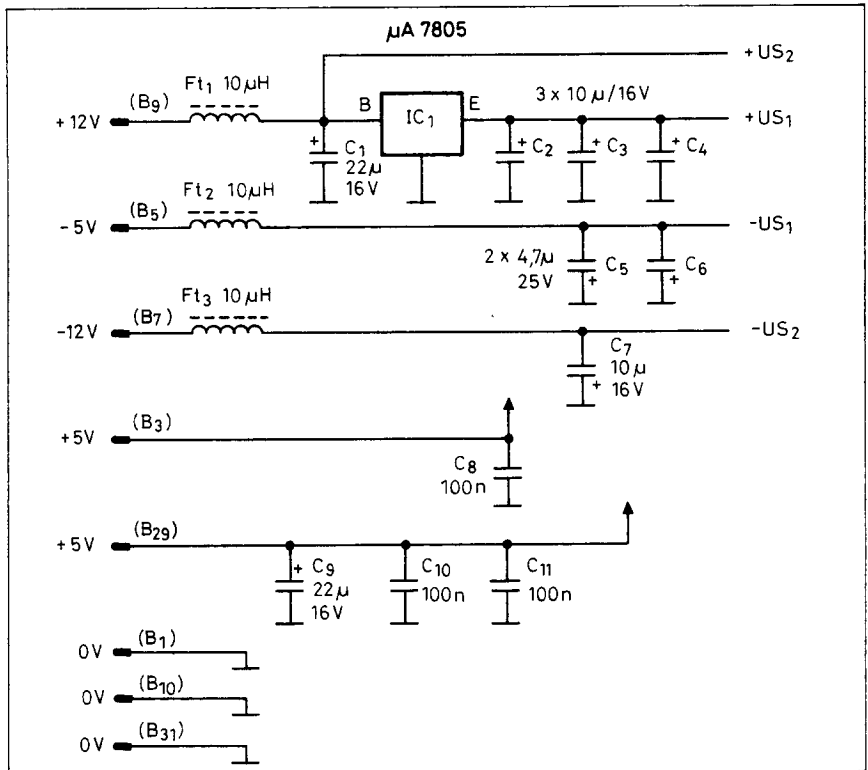 µA 7805
+US₂
Ft₁ 10µH
(B₉)
+12V
B
IC₁
E
3 x 10µ/16V
+US₁
+ C₁
22µ
16V
+ C₂
+ C₃
+ C₄
Ft₂ 10µH
(B₅)
-5V
-US₁
2 x 4,7µ
25V
+ C₅
+ C₆
Ft₃ 10µH
(B₇)
-12V
-US₂
C₇
10µ
16V
+
(B₃)
+5V
C₈
100n
(B₂₉)
+5V
+ C₉
22µ
16V
C₁₀
100n
C₁₁
100n
0V (B₁)
0V (B₁₀)
0V (B₃₁)